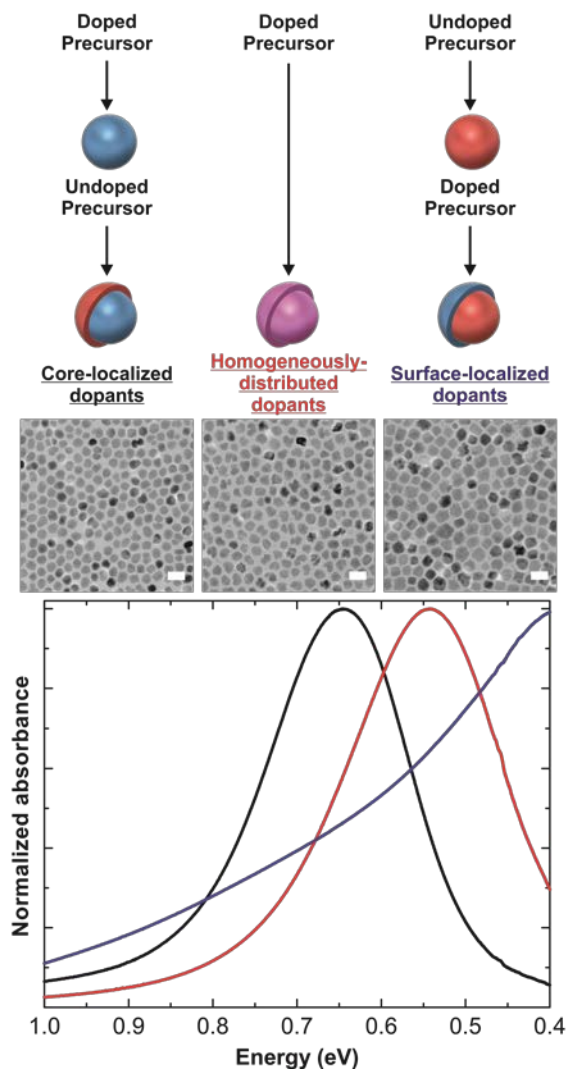 Doped
Precursor
Doped
Precursor
Undoped
Precursor
Undoped
Precursor
Doped
Precursor
Core-localized
dopants
Homogeneously-
distributed
dopants
Surface-localized
dopants
Normalized absorbance
1.0 0.9 0.8 0.7 0.6 0.5 0.4
Energy (eV)